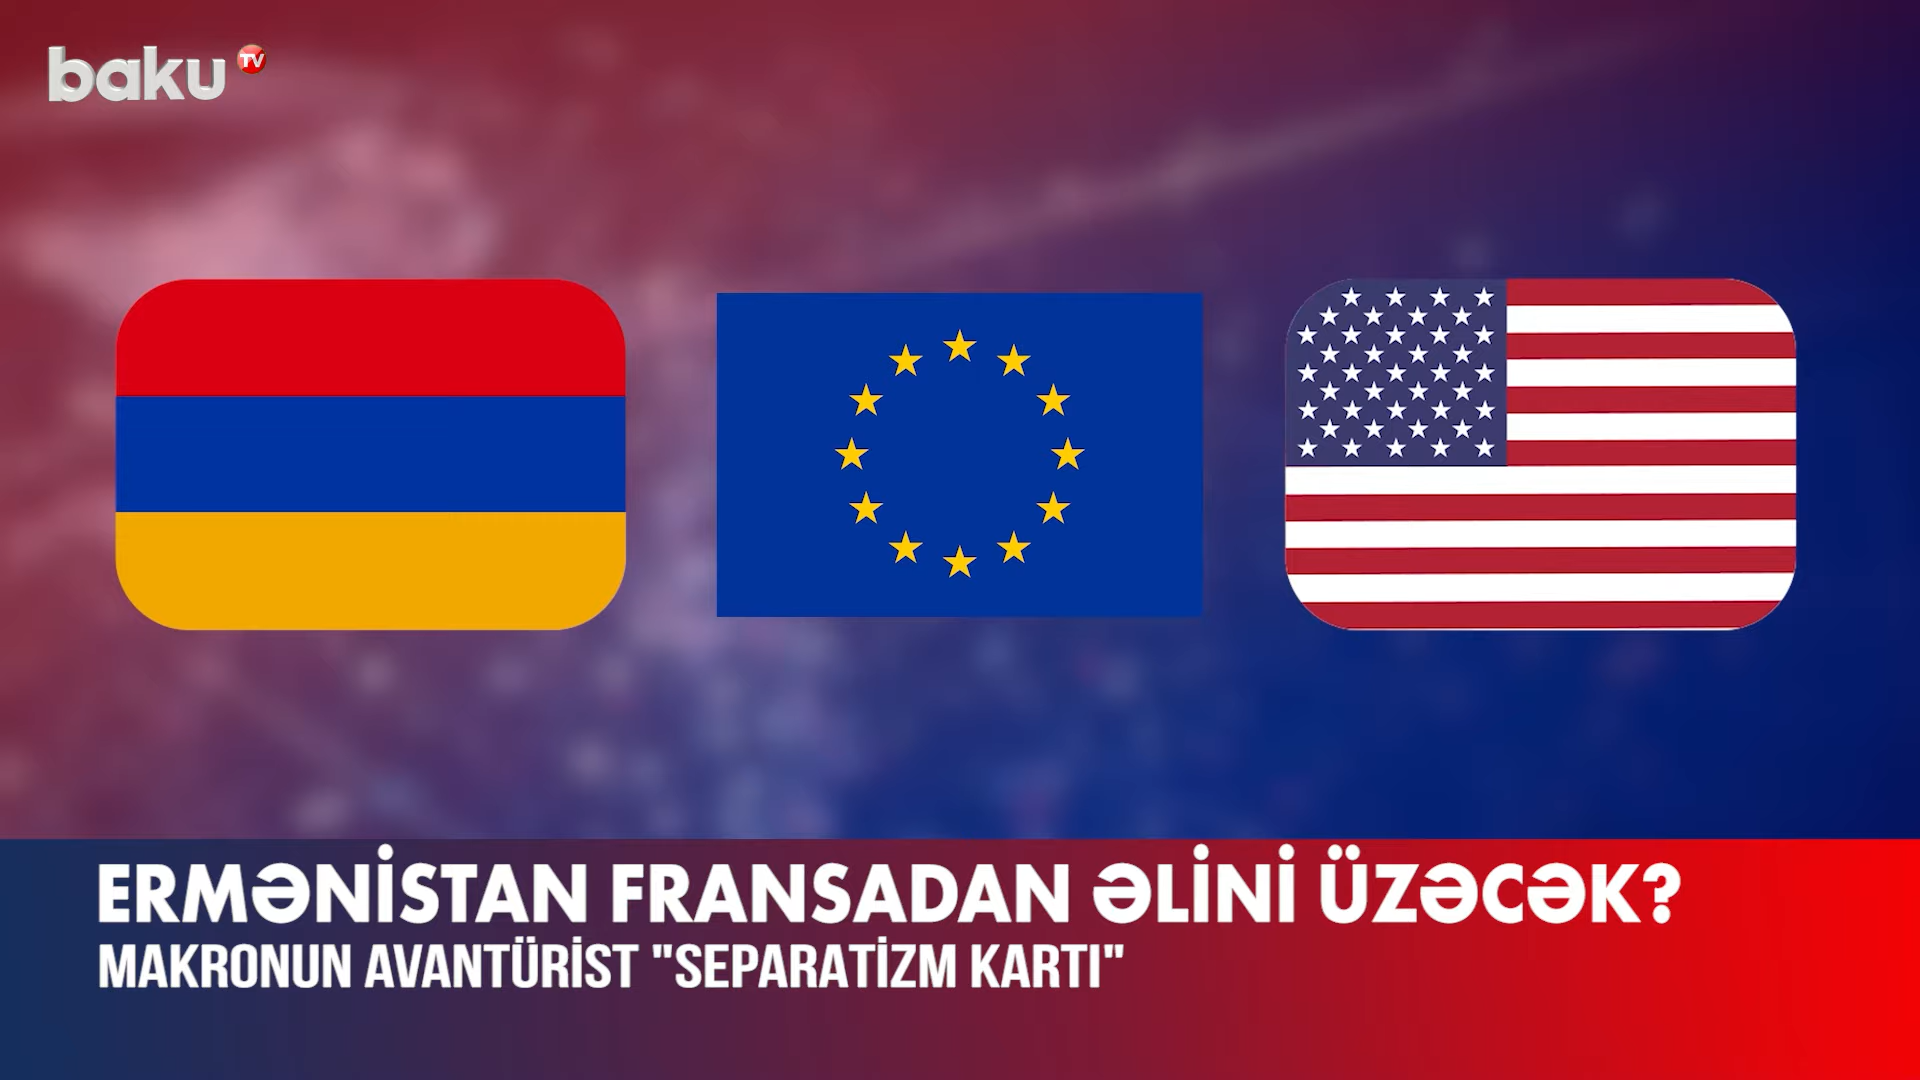 baku TV
ERMƏNİSTAN FRANSADAN ƏLİNİ ÜZƏCƏK?
MAKRONUN AVANTÜRİST "SEPARATİZM KARTI"